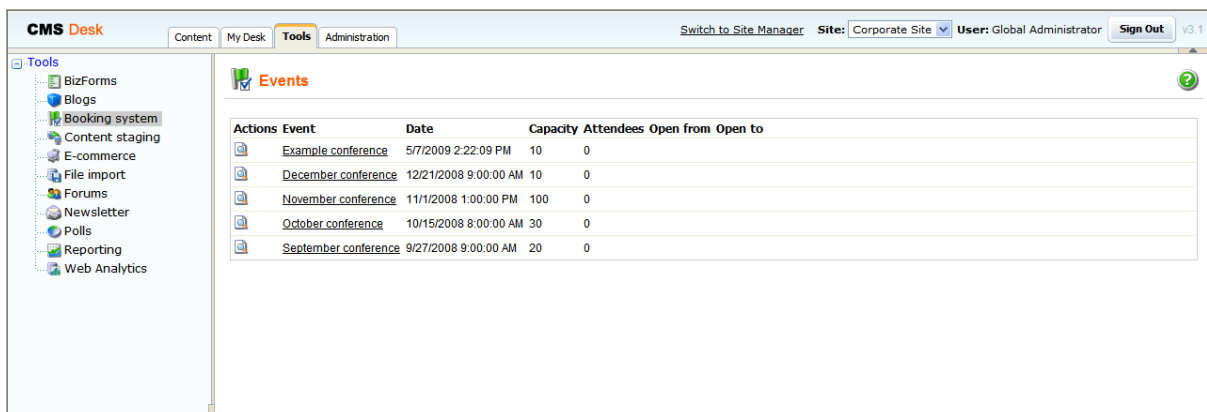 CMS Desk
Content My Desk Tools Administration
Switch to Site Manager Site: Corporate Site User: Global Administrator Sign Out v3.1
Tools
BizForms
Blogs
Booking system
Content staging
E-commerce
File import
Forums
Newsletter
Polls
Reporting
Web Analytics
Events
Actions Event Date Capacity Attendees Open from Open to
Example conference 5/7/2009 2:22:09 PM 10 0
December conference 12/21/2008 9:00:00 AM 10 0
November conference 11/1/2008 1:00:00 PM 100 0
October conference 10/15/2008 8:00:00 AM 30 0
September conference 9/27/2008 9:00:00 AM 20 0